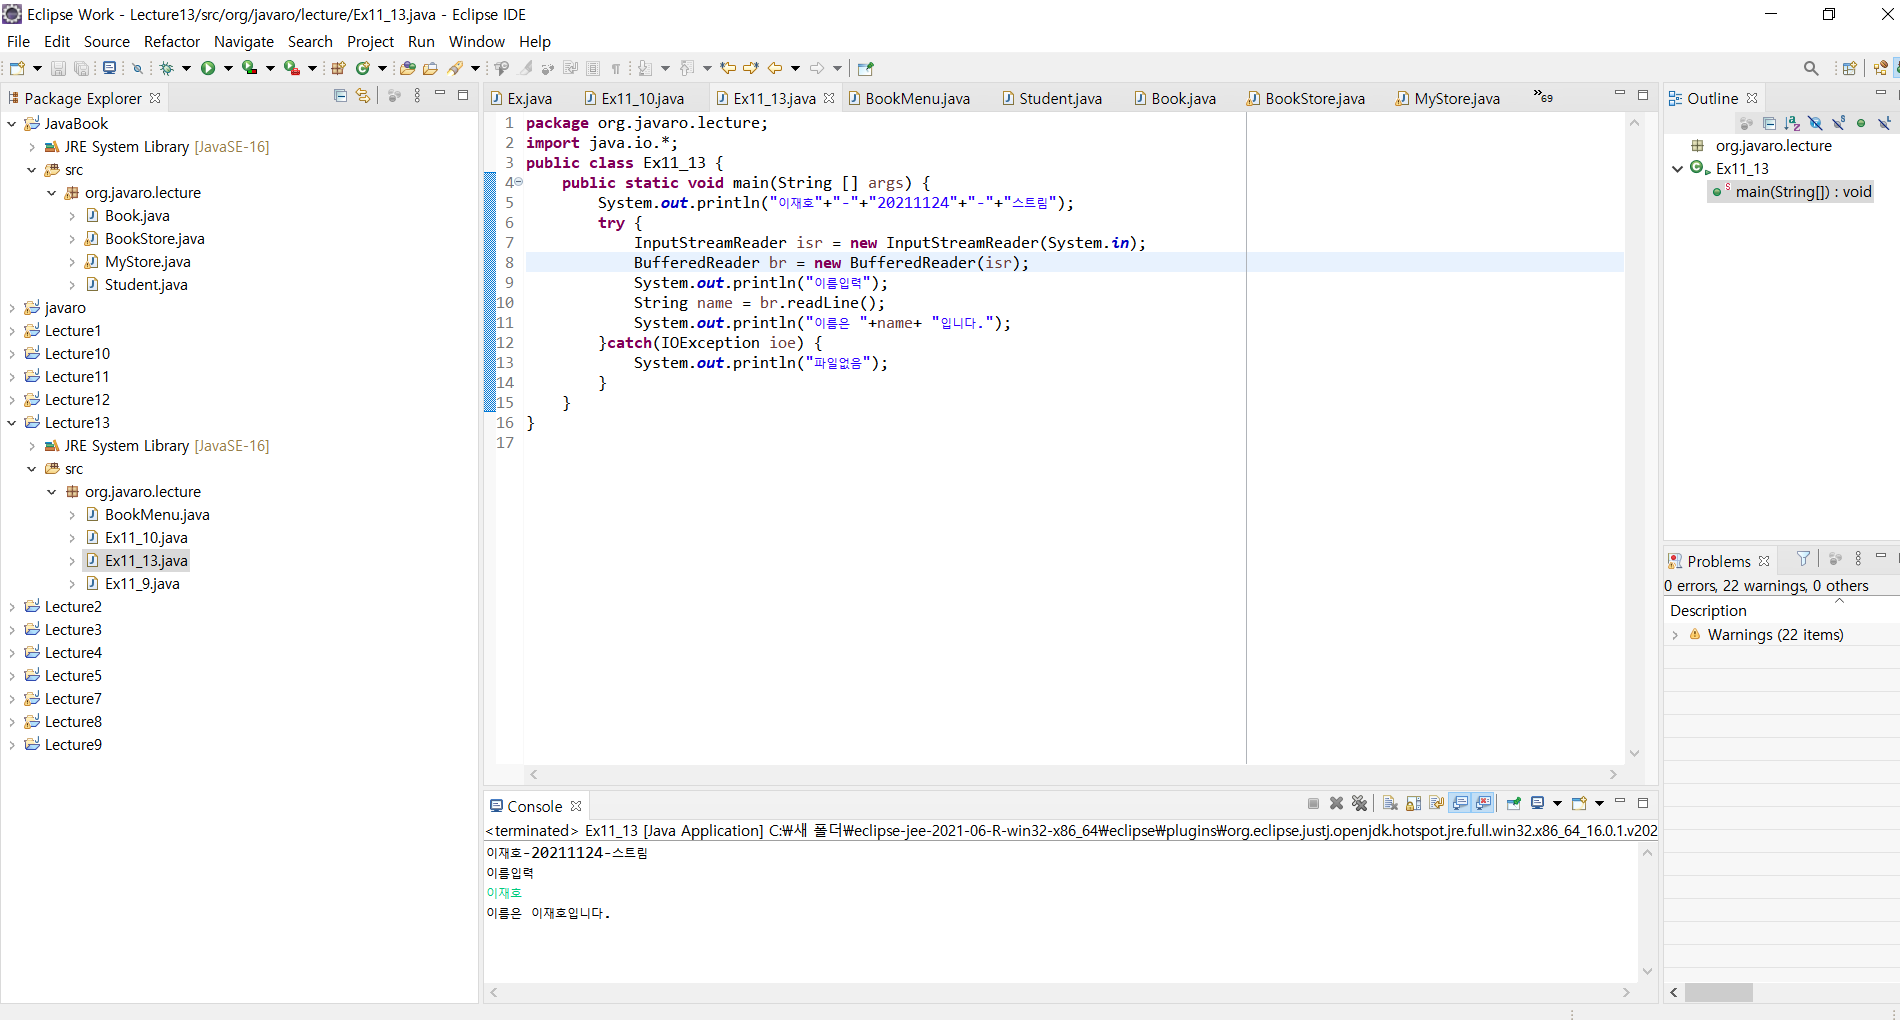 Eclipse Work - Lecture13/src/org/javaro/lecture/Ex11_13.java - Eclipse IDE
File Edit Source Refactor Navigate Search Project Run Window Help
Package Explorer
JavaBook
JRE System Library [JavaSE-16]
src
org.javaro.lecture
Book.java
BookStore.java
MyStore.java
Student.java
javaro
Lecture1
Lecture10
Lecture11
Lecture12
Lecture13
JRE System Library [JavaSE-16]
src
org.javaro.lecture
BookMenu.java
Ex11_10.java
Ex11_13.java
Ex11_9.java
Lecture2
Lecture3
Lecture4
Lecture5
Lecture7
Lecture8
Lecture9
Ex.java Ex11_10.java Ex11_13.java BookMenu.java Student.java Book.java BookStore.java MyStore.java »69
1 package org.javaro.lecture;
2 import java.io.*;
3 public class Ex11_13 {
4 public static void main(String [] args) {
5 System.out.println("이재호"+"-"+"20211124"+"-"+"스트림");
6 try {
7 InputStreamReader isr = new InputStreamReader(System.in);
8 BufferedReader br = new BufferedReader(isr);
9 System.out.println("이름입력");
10 String name = br.readLine();
11 System.out.println("이름은 "+name+ "입니다.");
12 }catch(IOException ioe) {
13 System.out.println("파일없음");
14 }
15 }
16 }
17
Console
<terminated> Ex11_13 [Java Application] C:₩새 폴더₩eclipse-jee-2021-06-R-win32-x86_64₩eclipse₩plugins₩org.eclipse.justj.openjdk.hotspot.jre.full.win32.x86_64_16.0.1.v202
이재호-20211124-스트림
이름입력
이재호
이름은 이재호입니다.
Outline
org.javaro.lecture
Ex11_13
main(String[]) : void
Problems
0 errors, 22 warnings, 0 others
Description
Warnings (22 items)